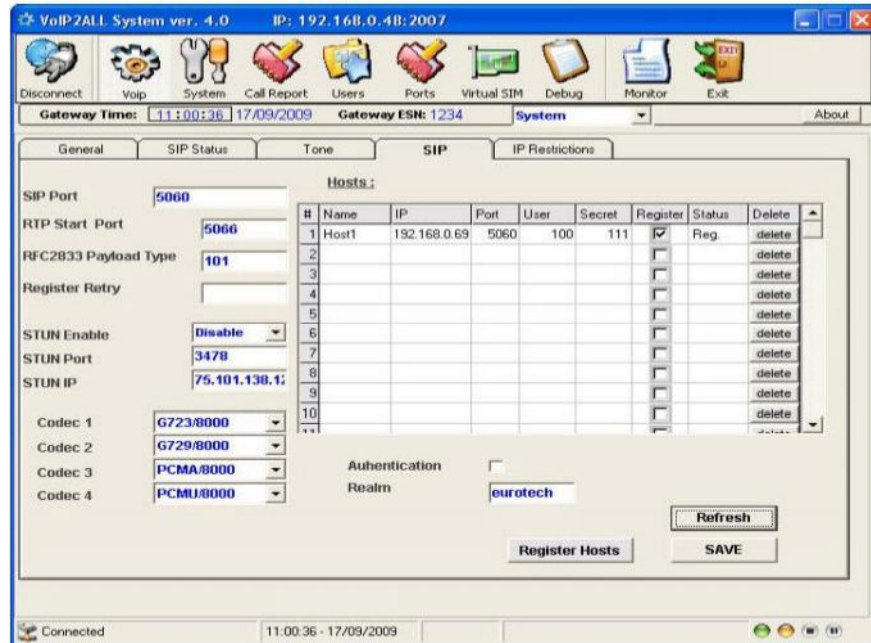 VoIP2ALL System ver. 4.0 IP: 192.168.0.48:2007
Disconnect Voip System Call Report Users Ports Virtual SIM Debug Monitor Exit
EXIT
Gateway Time: 11:00:36 17/09/2009 Gateway ESN: 1234 System About
General SIP Status Tone SIP IP Restrictions
Hosts :
SIP Port 5060
RTP Start Port 5066
RFC2833 Payload Type 101
Register Retry
STUN Enable Disable
STUN Port 3478
STUN IP 75.101.138.12
Codec 1 G723/8000
Codec 2 G729/8000
Codec 3 PCMA/8000
Codec 4 PCMU/8000
# Name IP Port User Secret Register Status Delete
1 Host1 192.168.0.69 5060 100 111 Reg. delete
2 delete
3 delete
4 delete
5 delete
6 delete
7 delete
8 delete
9 delete
10 delete
11 delete
Auhentication
Realm eurotech
Refresh
Register Hosts SAVE
Connected 11:00:36 - 17/09/2009